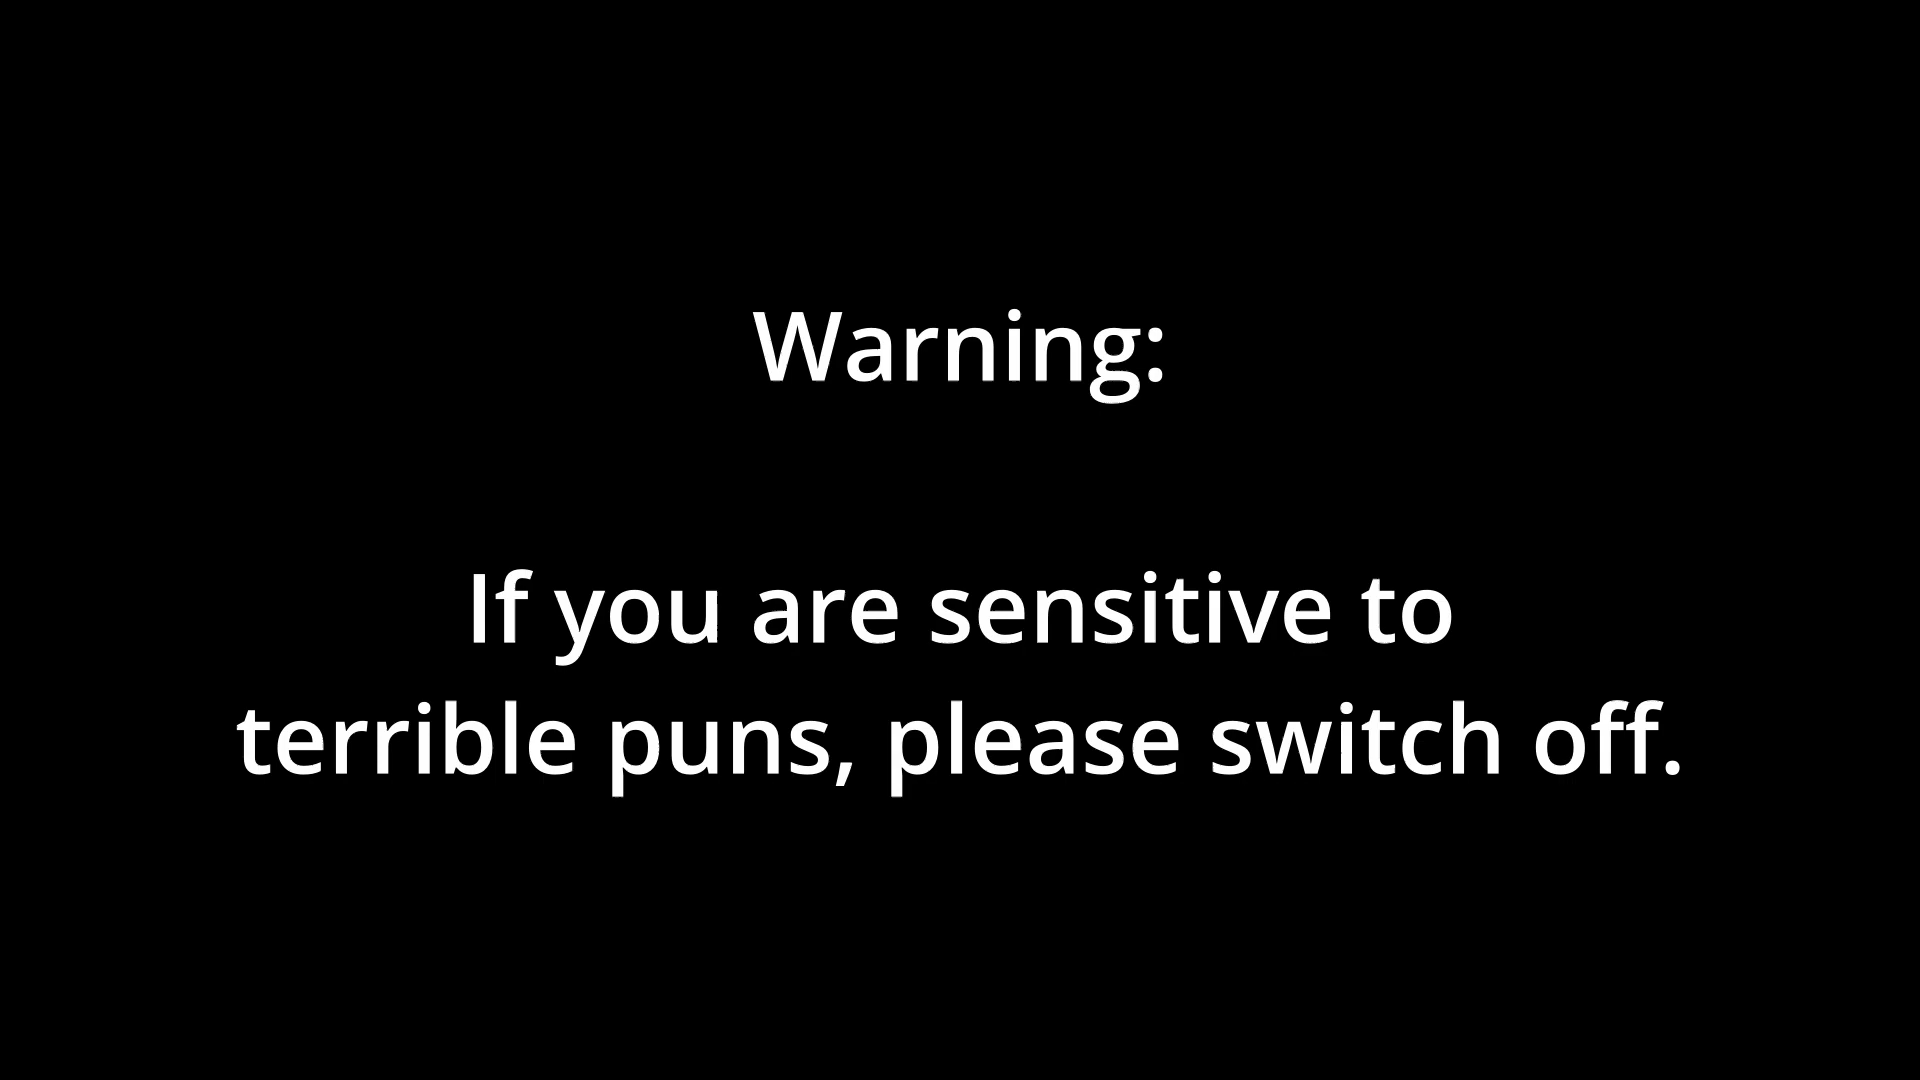 Warning:
If you are sensitive to
terrible puns, please switch off.